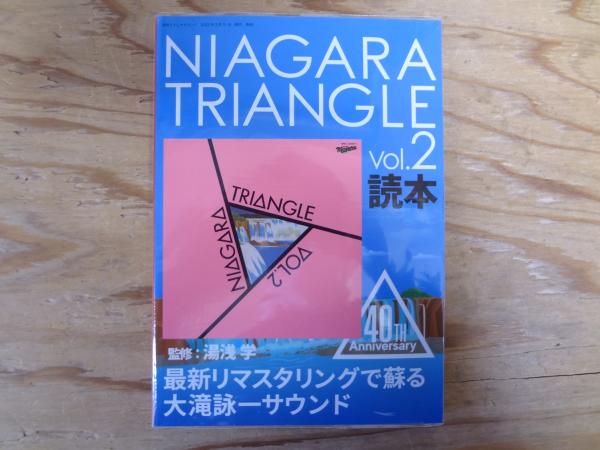 NIAGARA
TRIANGLE
Vol.2
読本
NIAGARA
TRIANGLE
VOL.2
40TH
Anniversary
監修:湯浅 学
最新リマスタリングで蘇る
大滝詠一サウンド